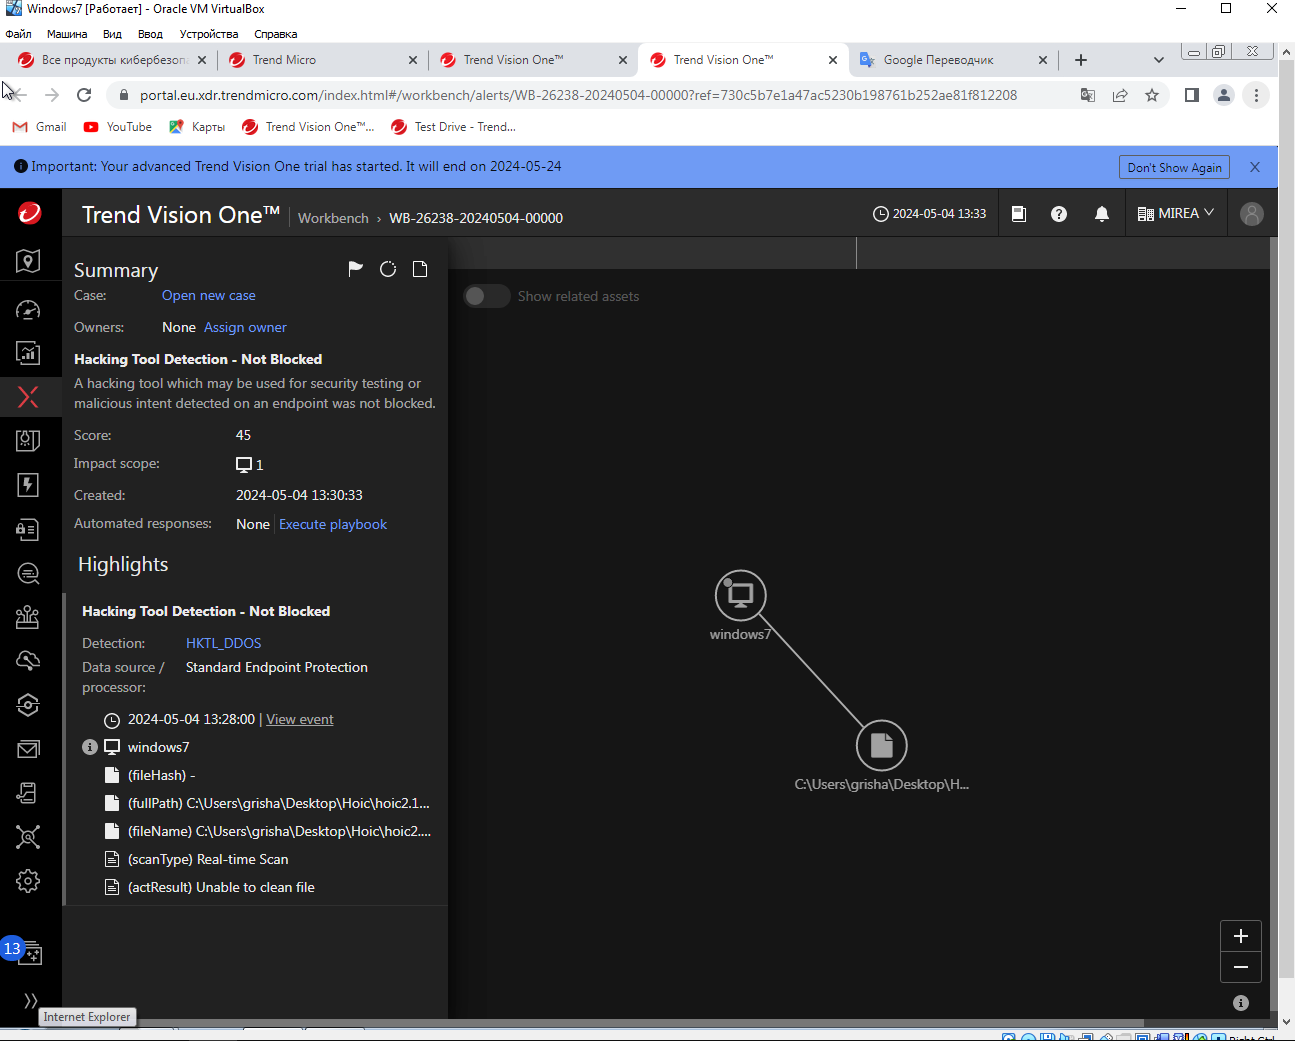 Windows7 [Работает] - Oracle VM VirtualBox
Файл Машина Вид Ввод Устройства Справка
Все продукты кибербезопа Trend Micro Trend Vision One™ Trend Vision One™ Google Переводчик
portal.eu.xdr.trendmicro.com/index.html#/workbench/alerts/WB-26238-20240504-00000?ref=730c5b7e1a47ac5230b198761b252ae81f812208
Gmail YouTube Карты Trend Vision One™... Test Drive - Trend...
Important: Your advanced Trend Vision One trial has started. It will end on 2024-05-24 Don't Show Again
Trend Vision One™ Workbench › WB-26238-20240504-00000 2024-05-04 13:33 MIREA
Summary
Case: Open new case
Show related assets
Owners: None Assign owner
Hacking Tool Detection - Not Blocked
A hacking tool which may be used for security testing or
malicious intent detected on an endpoint was not blocked.
Score: 45
Impact scope: 1
Created: 2024-05-04 13:30:33
Automated responses: None Execute playbook
Highlights
Hacking Tool Detection - Not Blocked
Detection: HKTL_DDOS
Data source / Standard Endpoint Protection
processor:
2024-05-04 13:28:00 | View event
windows7
(fileHash) -
(fullPath) C:\Users\grisha\Desktop\Hoic\hoic2.1...
(fileName) C:\Users\grisha\Desktop\Hoic\hoic2....
(scanType) Real-time Scan
(actResult) Unable to clean file
windows7
C:\Users\grisha\Desktop\H...
13
Internet Explorer
Right Ctrl